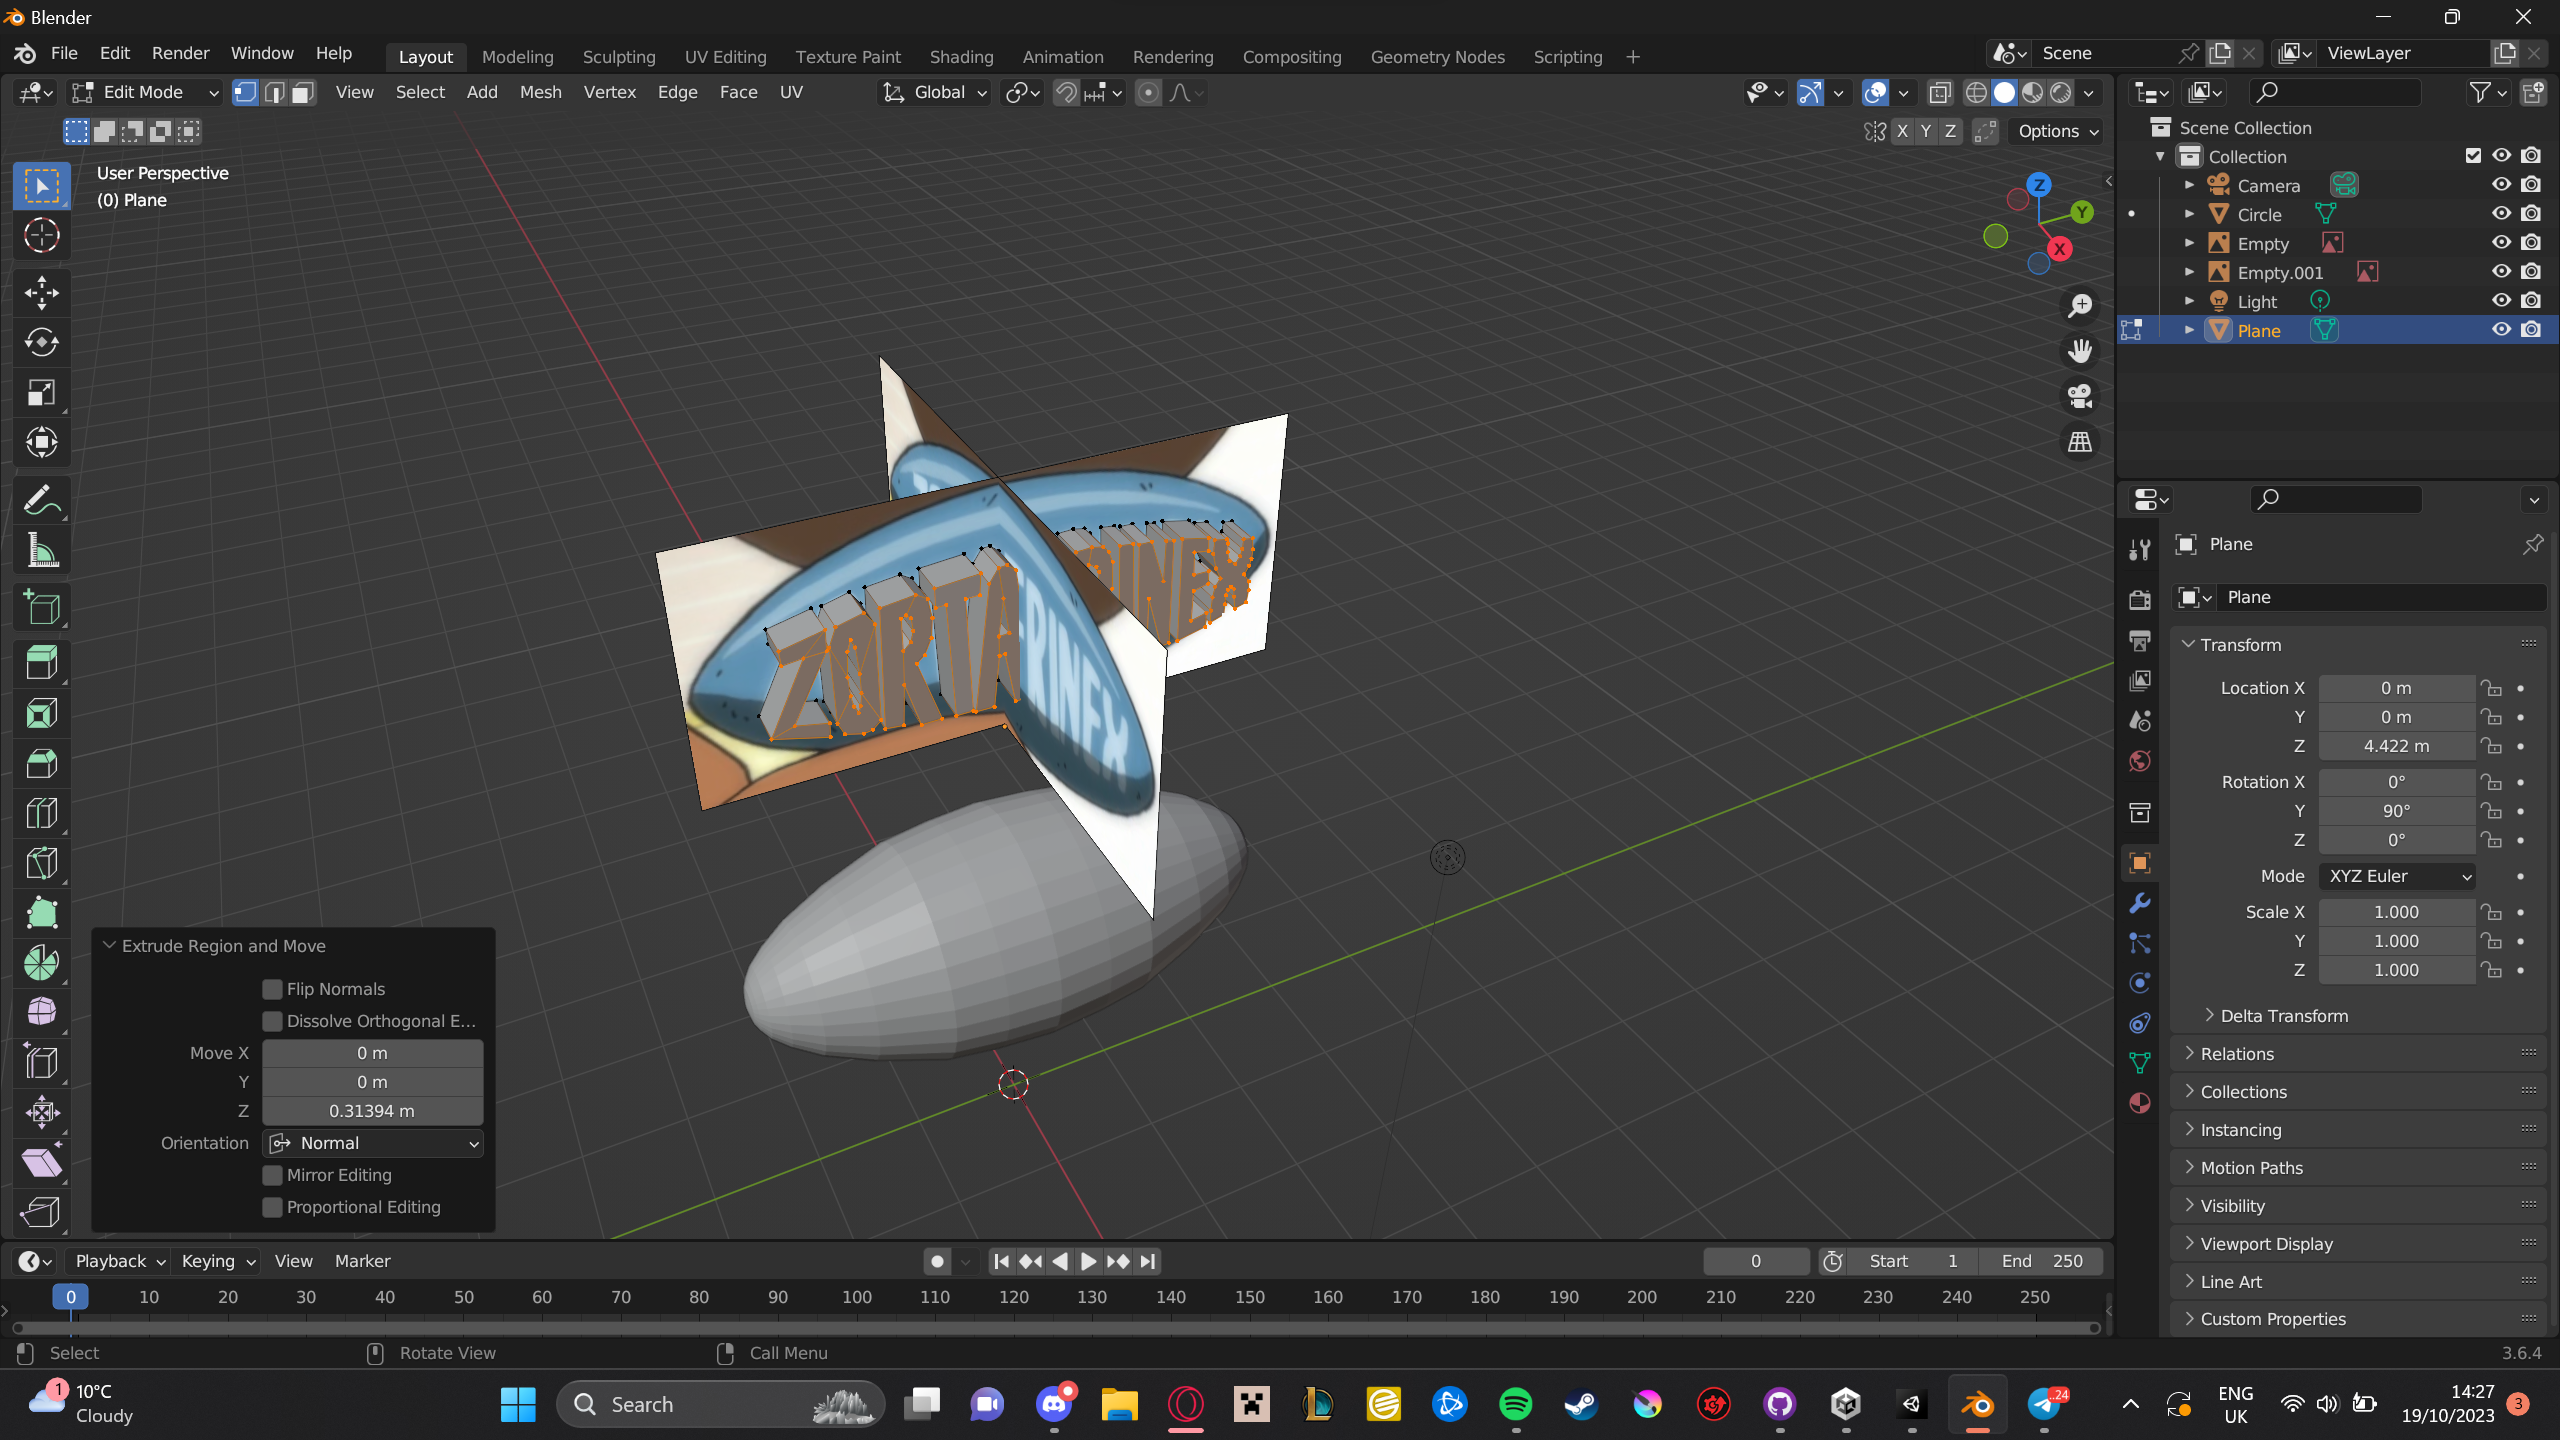 Blender
File Edit Render Window Help
Layout Modeling Sculpting UV Editing Texture Paint Shading Animation Rendering Compositing Geometry Nodes Scripting +
Scene
ViewLayer
Edit Mode View Select Add Mesh Vertex Edge Face UV
Global
X Y Z Options
User Perspective
(0) Plane
Z
Y
X
Scene Collection
Collection
Camera
Circle
Empty
Empty.001
Light
Plane
ZORTA
RINEX
RINEX
Plane
Plane
Transform
Location X 0 m
Y 0 m
Z 4.422 m
Rotation X 0°
Y 90°
Z 0°
Mode XYZ Euler
Scale X 1.000
Y 1.000
Z 1.000
Delta Transform
Relations
Collections
Instancing
Motion Paths
Visibility
Viewport Display
Line Art
Custom Properties
Extrude Region and Move
Flip Normals
Dissolve Orthogonal E...
Move X 0 m
Y 0 m
Z 0.31394 m
Orientation Normal
Mirror Editing
Proportional Editing
Playback Keying View Marker
0 Start 1 End 250
0 10 20 30 40 50 60 70 80 90 100 110 120 130 140 150 160 170 180 190 200 210 220 230 240 250
Select Rotate View Call Menu 3.6.4
1 10°C
Cloudy
Search
..24
ENG
UK
14:27
19/10/2023
3